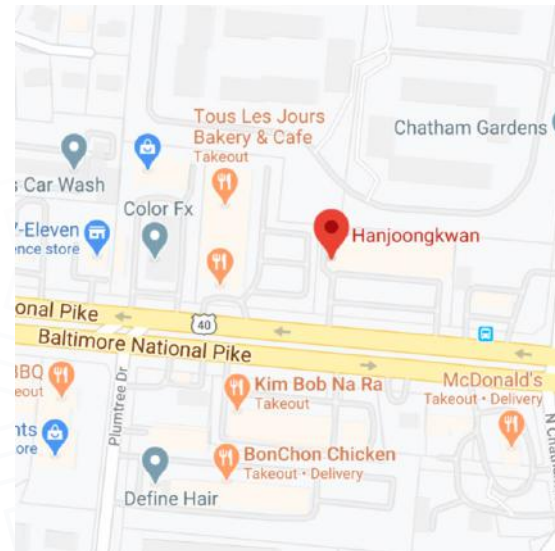 Tous Les Jours
Bakery & Cafe
Takeout
Chatham Gardens
s Car Wash
Color Fx
7-Eleven
ence store
Hanjoongkwan
onal Pike
40
Baltimore National Pike
BBQ
eout
Plumtree Dr
Kim Bob Na Ra
Takeout
McDonald's
Takeout • Delivery
nts
ore
BonChon Chicken
Takeout • Delivery
Define Hair
N Chatha